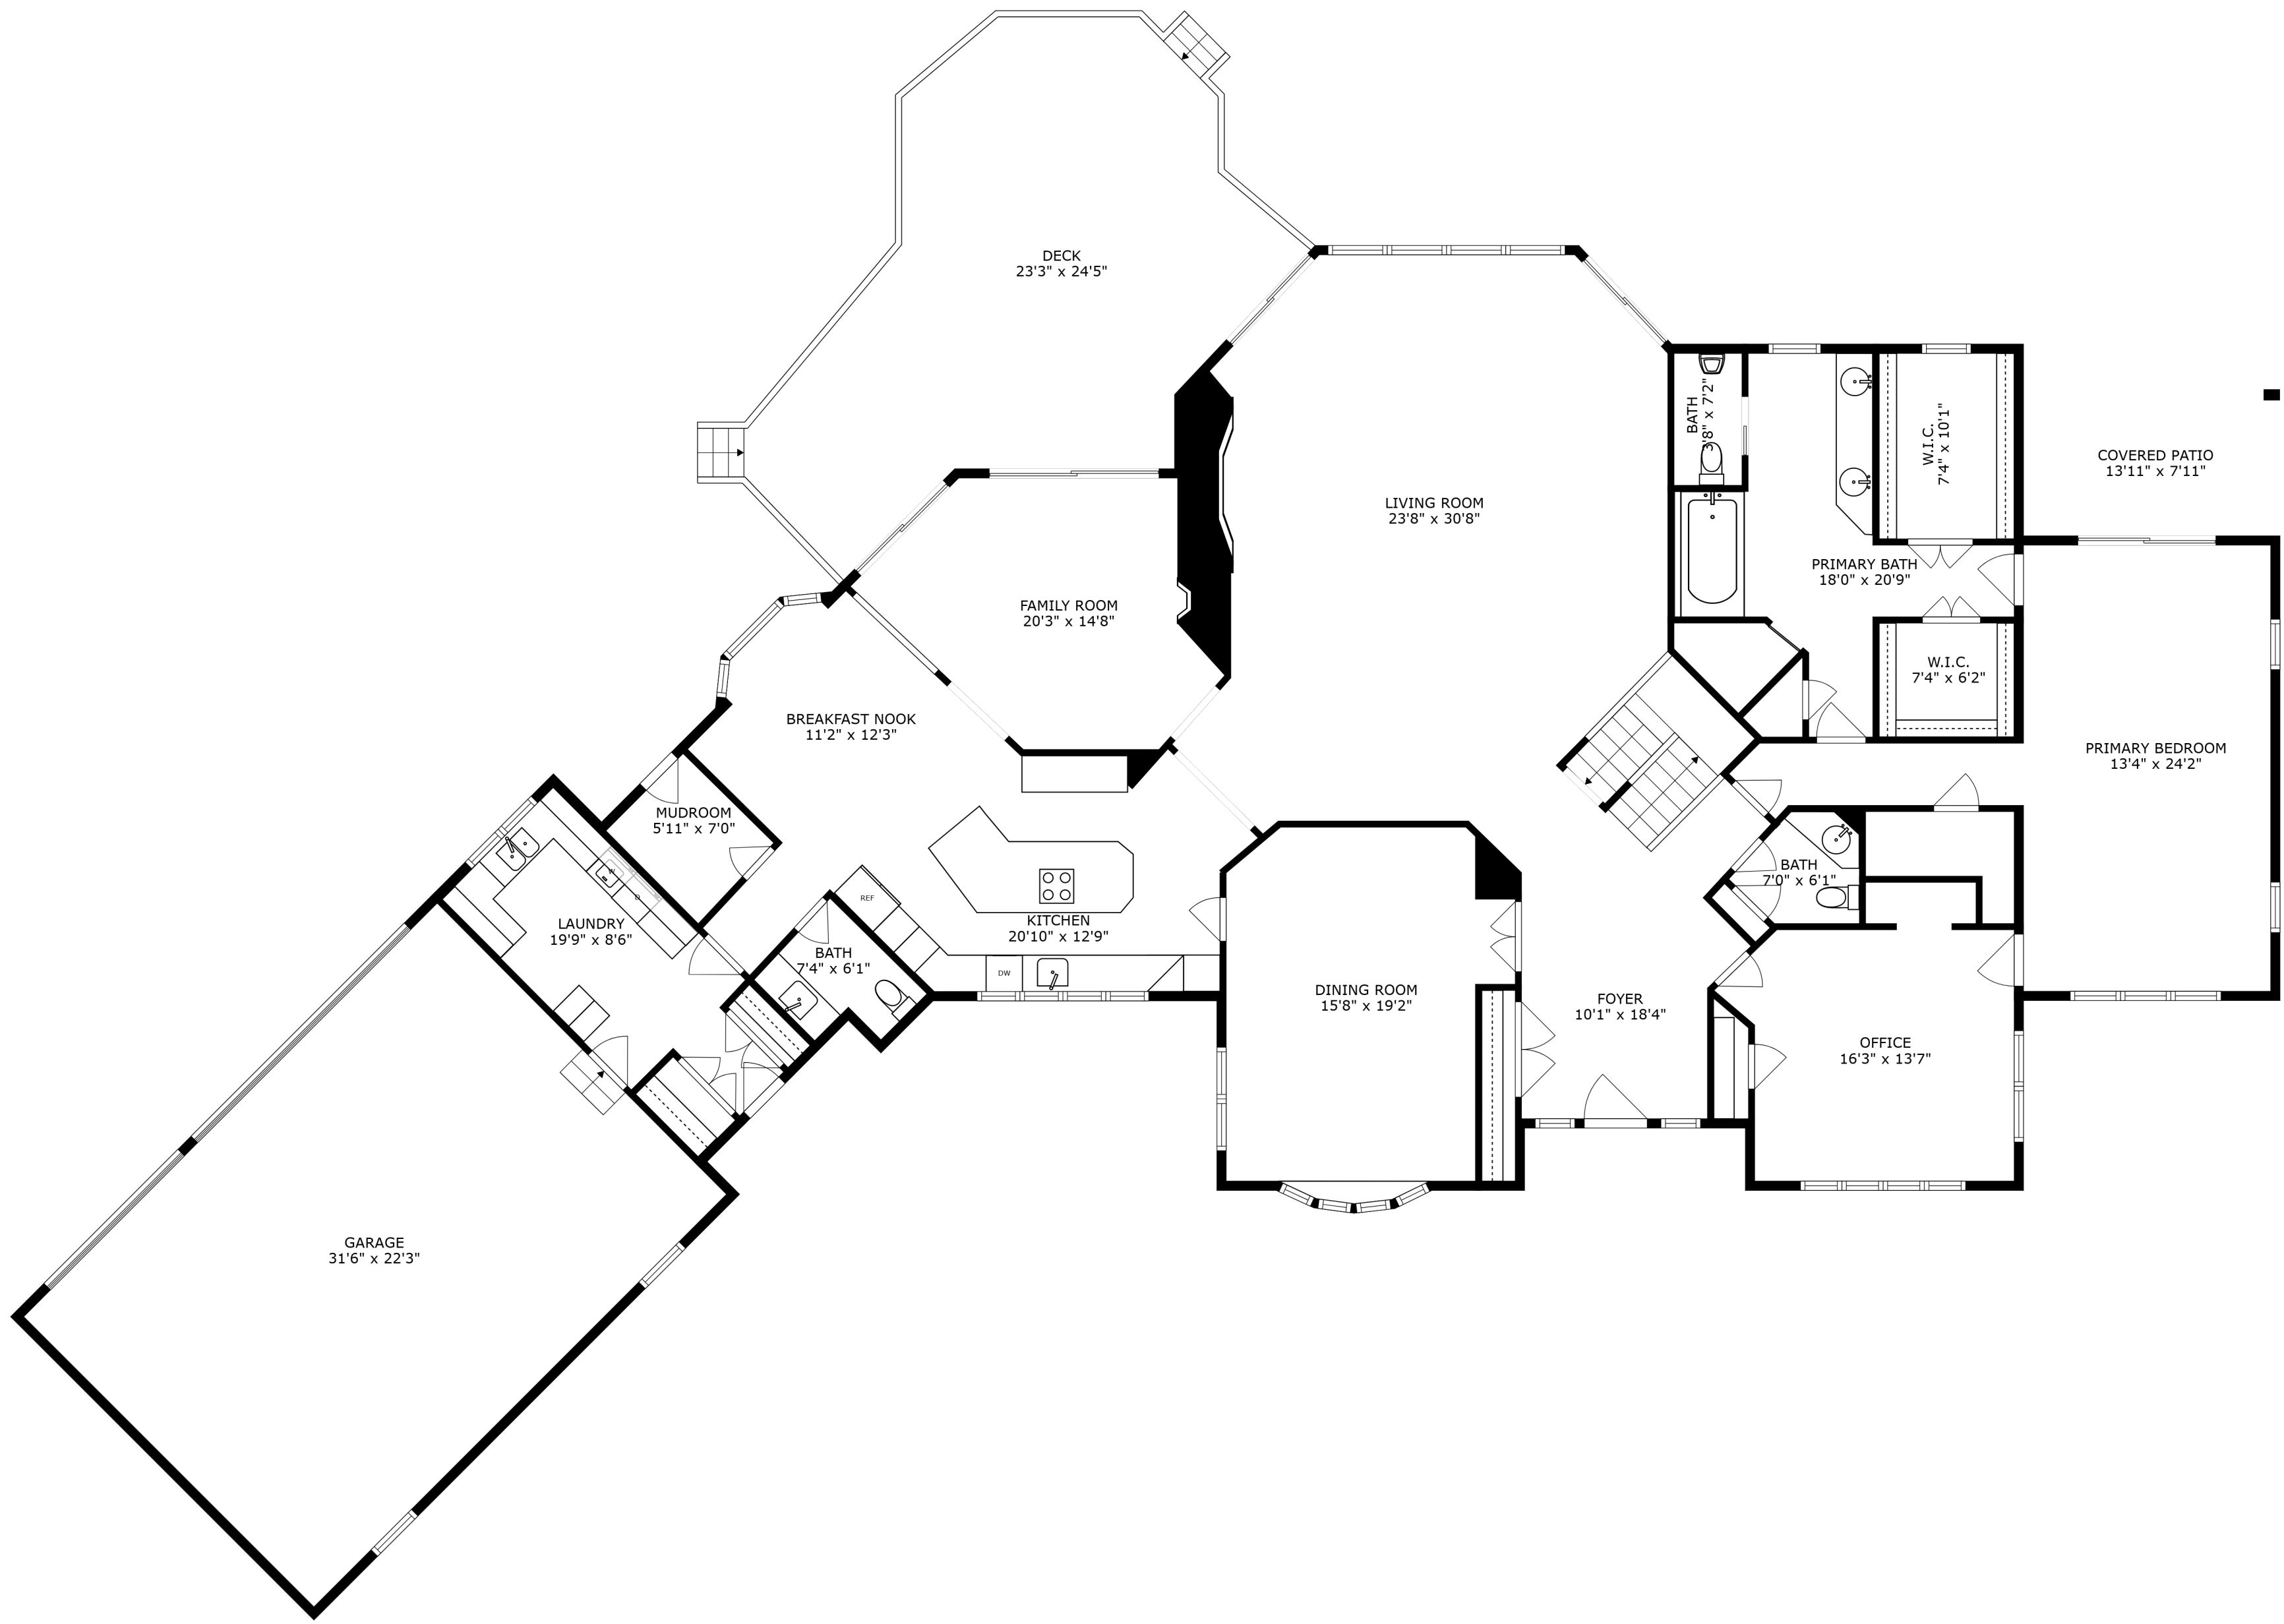 DECK
23'3" x 24'5"
BATH
3'8" x 7'2"
W.I.C.
7'4" x 10'1"
COVERED PATIO
13'11" x 7'11"
LIVING ROOM
23'8" x 30'8"
PRIMARY BATH
18'0" x 20'9"
FAMILY ROOM
20'3" x 14'8"
W.I.C.
7'4" x 6'2"
BREAKFAST NOOK
11'2" x 12'3"
PRIMARY BEDROOM
13'4" x 24'2"
MUDROOM
5'11" x 7'0"
W
D
REF
BATH
7'0" x 6'1"
LAUNDRY
19'9" x 8'6"
KITCHEN
20'10" x 12'9"
BATH
7'4" x 6'1"
DW
DINING ROOM
15'8" x 19'2"
FOYER
10'1" x 18'4"
OFFICE
16'3" x 13'7"
GARAGE
31'6" x 22'3"